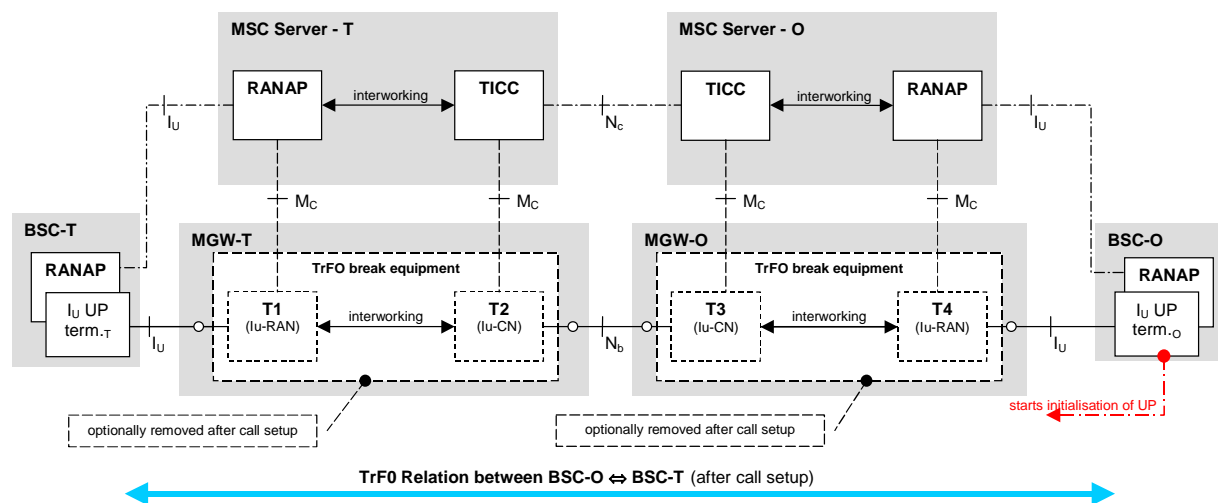 MSC Server - T
MSC Server - O
RANAP
interworking
TICC
TICC
interworking
RANAP
IU
NC
IU
MC
MC
MC
MC
BSC-T
MGW-T
MGW-O
BSC-O
RANAP
TrFO break equipment
TrFO break equipment
RANAP
IU UP
term.T
T1
(Iu-RAN)
interworking
T2
(Iu-CN)
T3
(Iu-CN)
interworking
T4
(Iu-RAN)
IU UP
term.O
IU
Nb
IU
starts initialisation of UP
optionally removed after call setup
optionally removed after call setup
TrF0 Relation between BSC-O ⇔ BSC-T (after call setup)